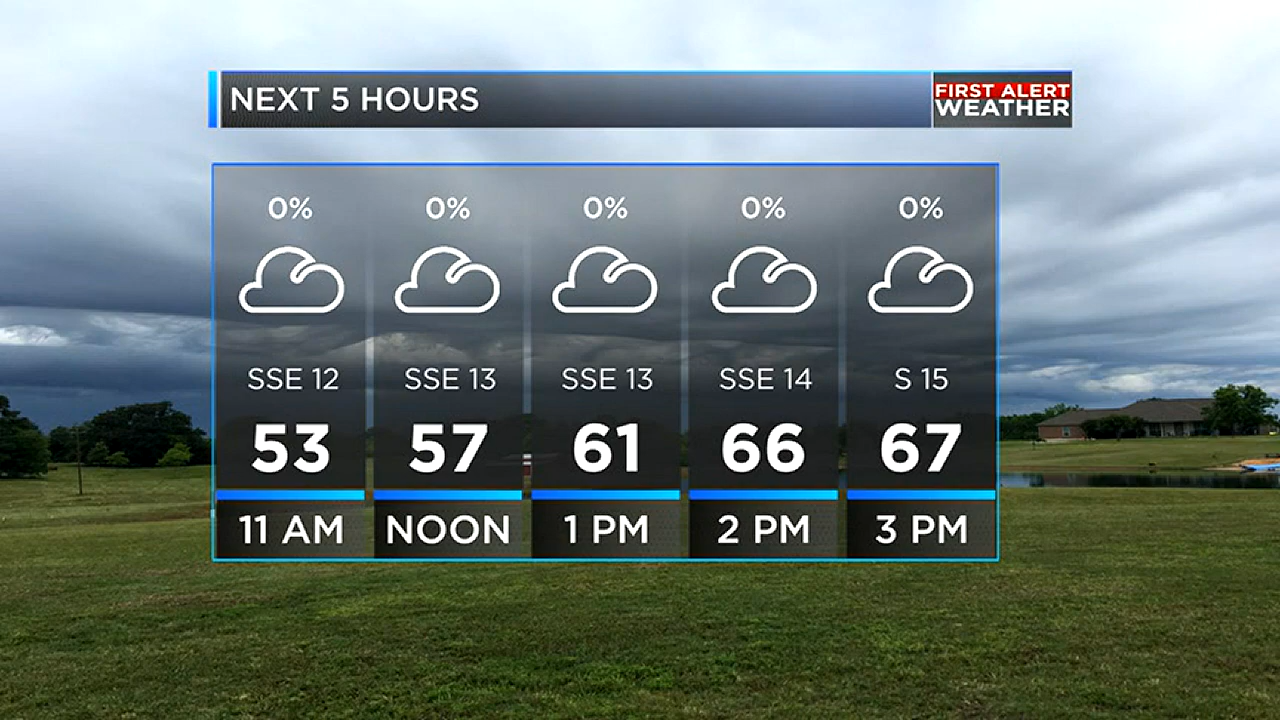 NEXT 5 HOURS
FIRST ALERT
WEATHER
0% 0% 0% 0% 0%
SSE 12 SSE 13 SSE 13 SSE 14 S 15
53 57 61 66 67
11 AM NOON 1 PM 2 PM 3 PM